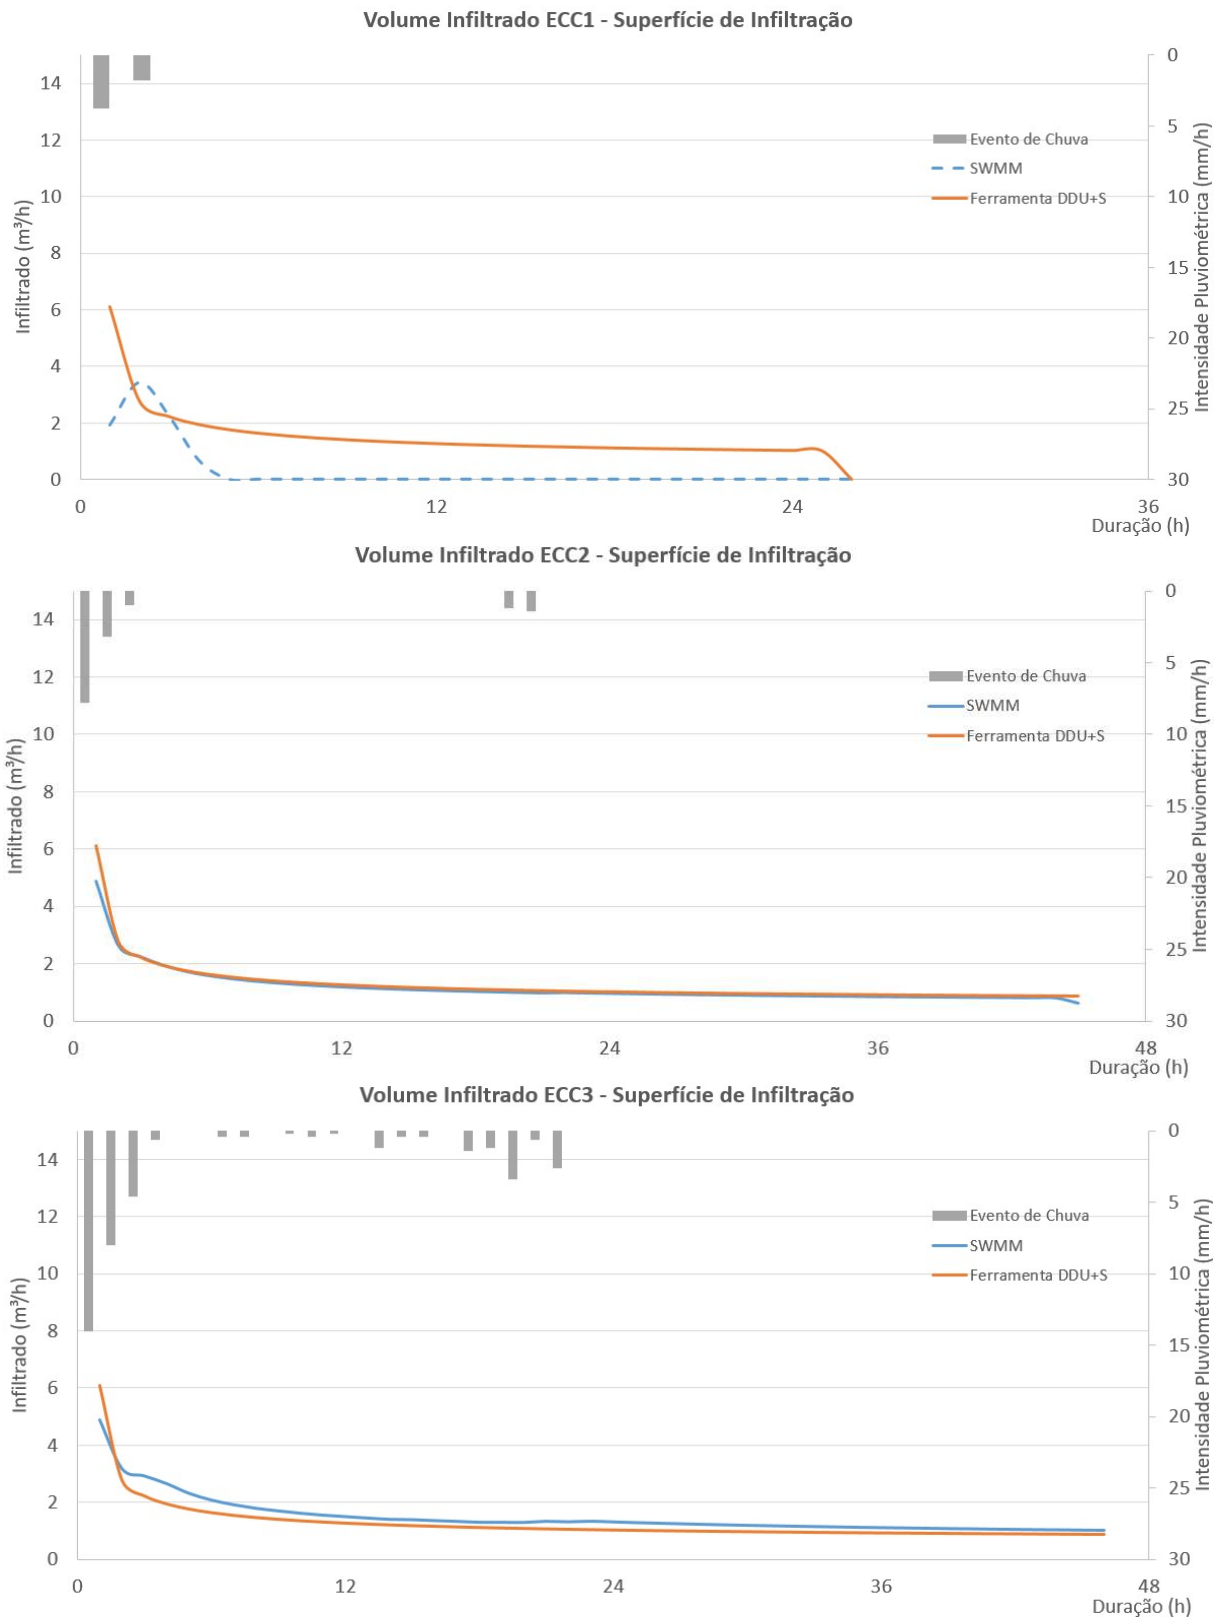 Volume Infiltrado ECC1 - Superfície de Infiltração
14
12
10
8
6
4
2
0
Infiltrado (m³/h)
0
5
10
15
20
25
30
Intensidade Pluviométrica (mm/h)
Evento de Chuva
SWMM
Ferramenta DDU+S
0 12 24 36
Duração (h)
Volume Infiltrado ECC2 - Superfície de Infiltração
14
12
10
8
6
4
2
0
Infiltrado (m³/h)
0
5
10
15
20
25
30
Intensidade Pluviométrica (mm/h)
Evento de Chuva
SWMM
Ferramenta DDU+S
0 12 24 36 48
Duração (h)
Volume Infiltrado ECC3 - Superfície de Infiltração
14
12
10
8
6
4
2
0
Infiltrado (m³/h)
0
5
10
15
20
25
30
Intensidade Pluviométrica (mm/h)
Evento de Chuva
SWMM
Ferramenta DDU+S
0 12 24 36 48
Duração (h)